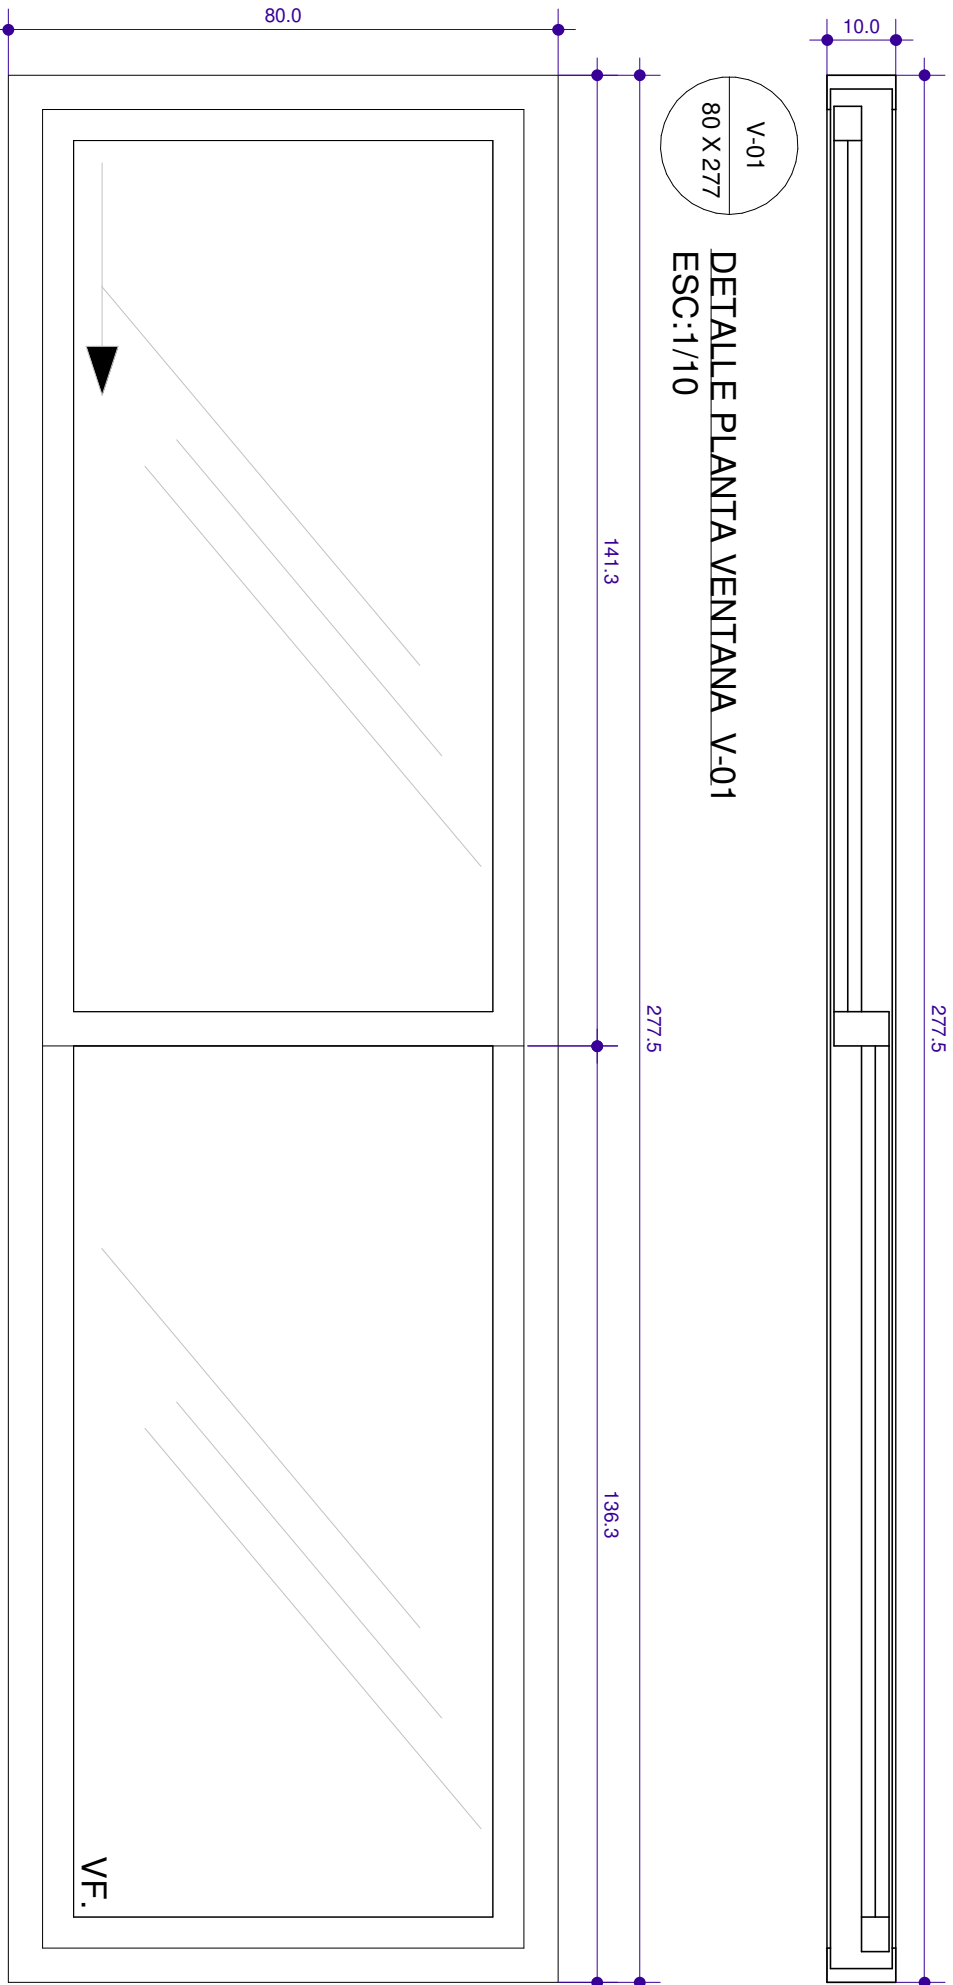 80.0
10.0
V-01
80 X 277
DETALLE PLANTA VENTANA V-01
ESC:1/10
141.3
277.5
277.5
136.3
VF.